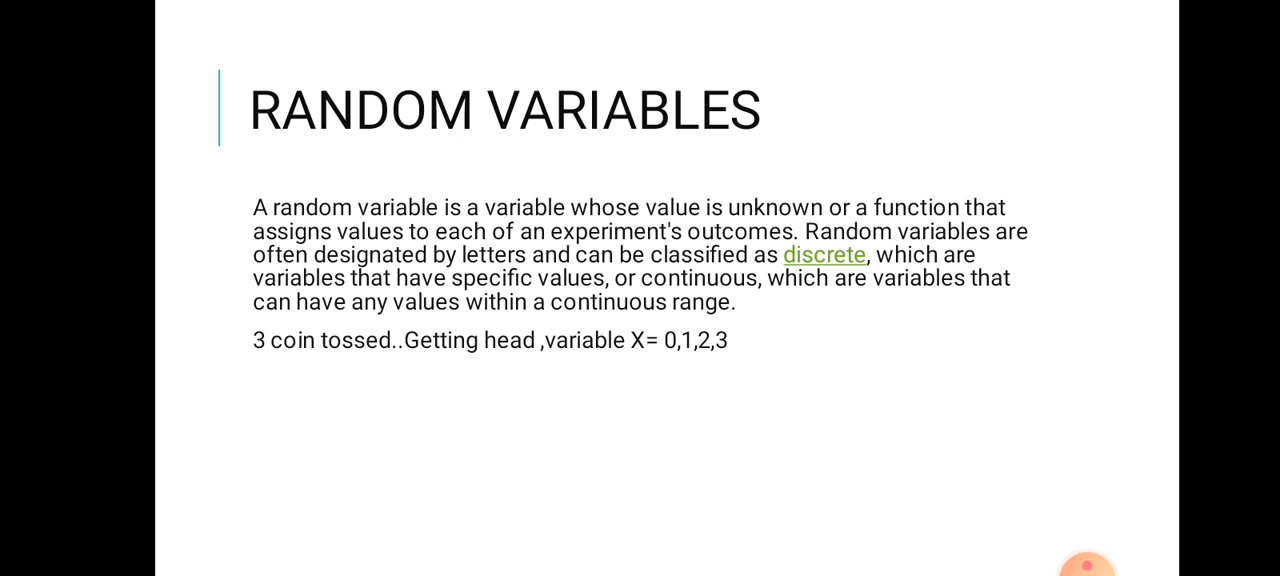 RANDOM VARIABLES
A random variable is a variable whose value is unknown or a function that
assigns values to each of an experiment's outcomes. Random variables are
often designated by letters and can be classified as discrete, which are
variables that have specific values, or continuous, which are variables that
can have any values within a continuous range.
3 coin tossed..Getting head ,variable X= 0,1,2,3